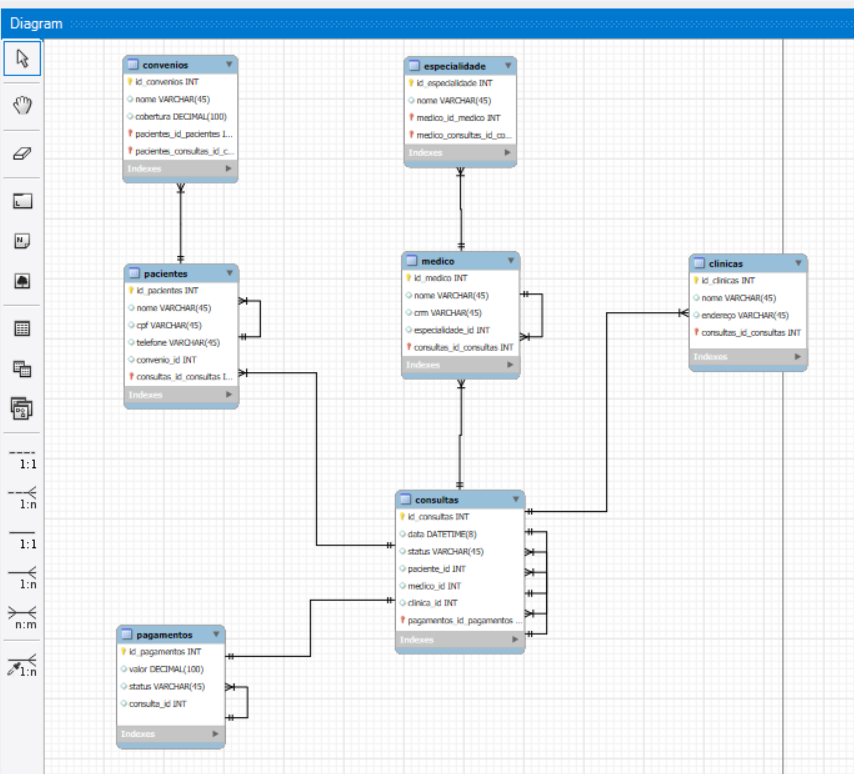 Diagram
convenios
id_convenios INT
nome VARCHAR(45)
cobertura DECIMAL(100)
pacientes_id_pacientes I...
pacientes_consultas_id_c...
Indexes
especialidade
id_especialidade INT
nome VARCHAR(45)
medico_id_medico INT
medico_consultas_id_co...
Indexes
pacientes
id_pacientes INT
nome VARCHAR(45)
cpf VARCHAR(45)
telefone VARCHAR(45)
convenio_id INT
consultas_id_consultas I...
Indexes
medico
id_medico INT
nome VARCHAR(45)
crm VARCHAR(45)
especialidade_id INT
consultas_id_consultas INT
Indexes
clinicas
id_clinicas INT
nome VARCHAR(45)
endereço VARCHAR(45)
consultas_id_consultas INT
Indexes
consultas
id_consultas INT
data DATETIME(8)
status VARCHAR(45)
paciente_id INT
medico_id INT
clinica_id INT
pagamentos_id_pagamentos ...
Indexes
pagamentos
id_pagamentos INT
valor DECIMAL(100)
status VARCHAR(45)
consulta_id INT
Indexes
1:1
1:n
1:1
1:n
n:m
1:n